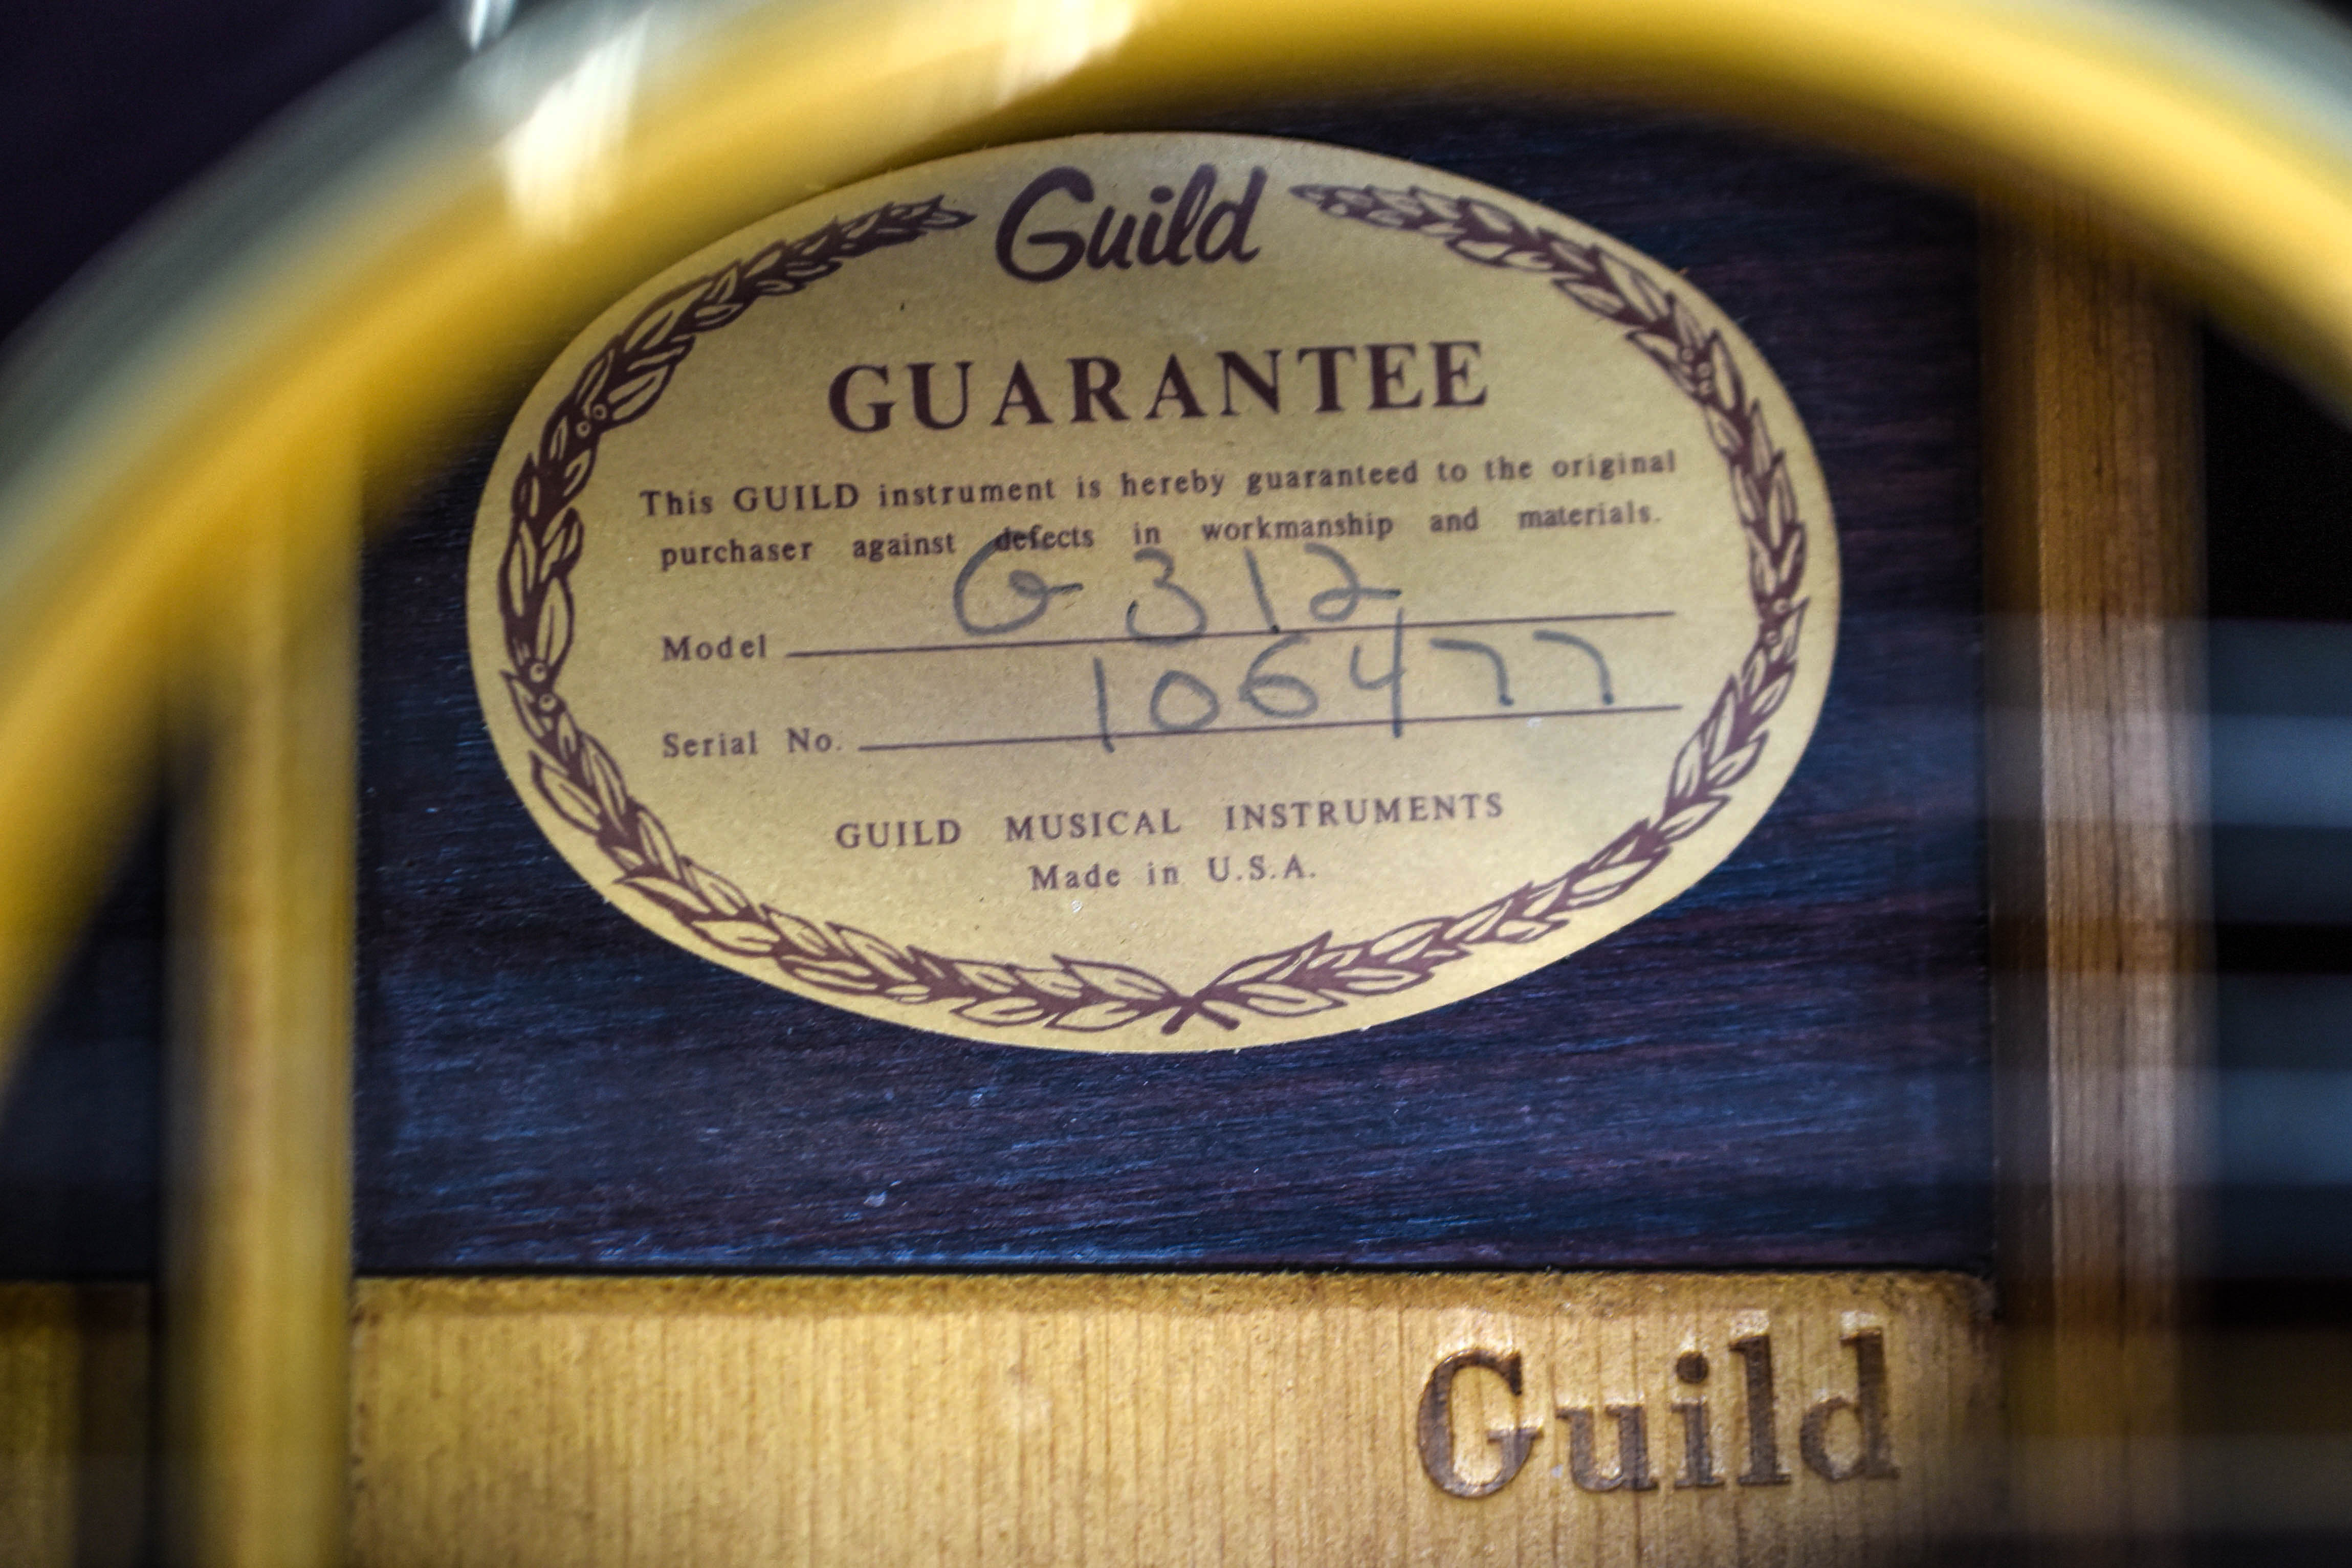 Guild
GUARANTEE
This GUILD instrument is hereby guaranteed to the original
purchaser against defects in workmanship and materials.
Model G 312
Serial No. 106477
GUILD MUSICAL INSTRUMENTS
Made in U.S.A.
Guild